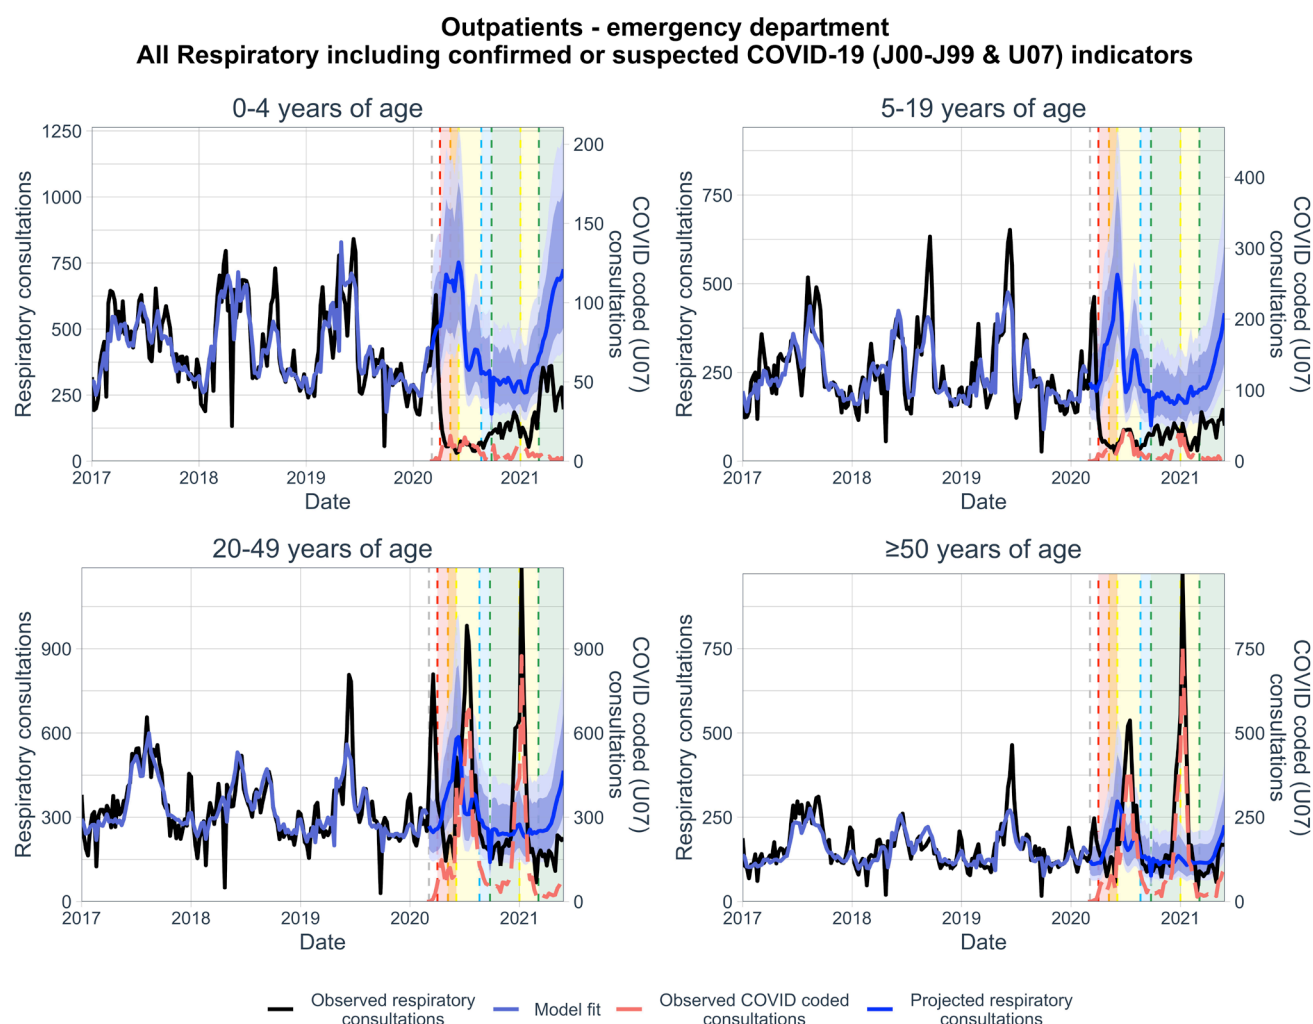 Outpatients - emergency department
All Respiratory including confirmed or suspected COVID-19 (J00-J99 & U07) indicators
0-4 years of age
Respiratory consultations
1250
1000
750
500
250
0
200
150
100
50
0
COVID coded (U07)
consultations
2017 2018 2019 2020 2021
Date
5-19 years of age
Respiratory consultations
750
500
250
0
400
300
200
100
0
COVID coded (U07)
consultations
2017 2018 2019 2020 2021
Date
20-49 years of age
Respiratory consultations
900
600
300
0
900
600
300
0
COVID coded (U07)
consultations
2017 2018 2019 2020 2021
Date
≥50 years of age
Respiratory consultations
750
500
250
0
750
500
250
0
COVID coded (U07)
consultations
2017 2018 2019 2020 2021
Date
Observed respiratory
consultations
Model fit
Observed COVID coded
consultations
Projected respiratory
consultations